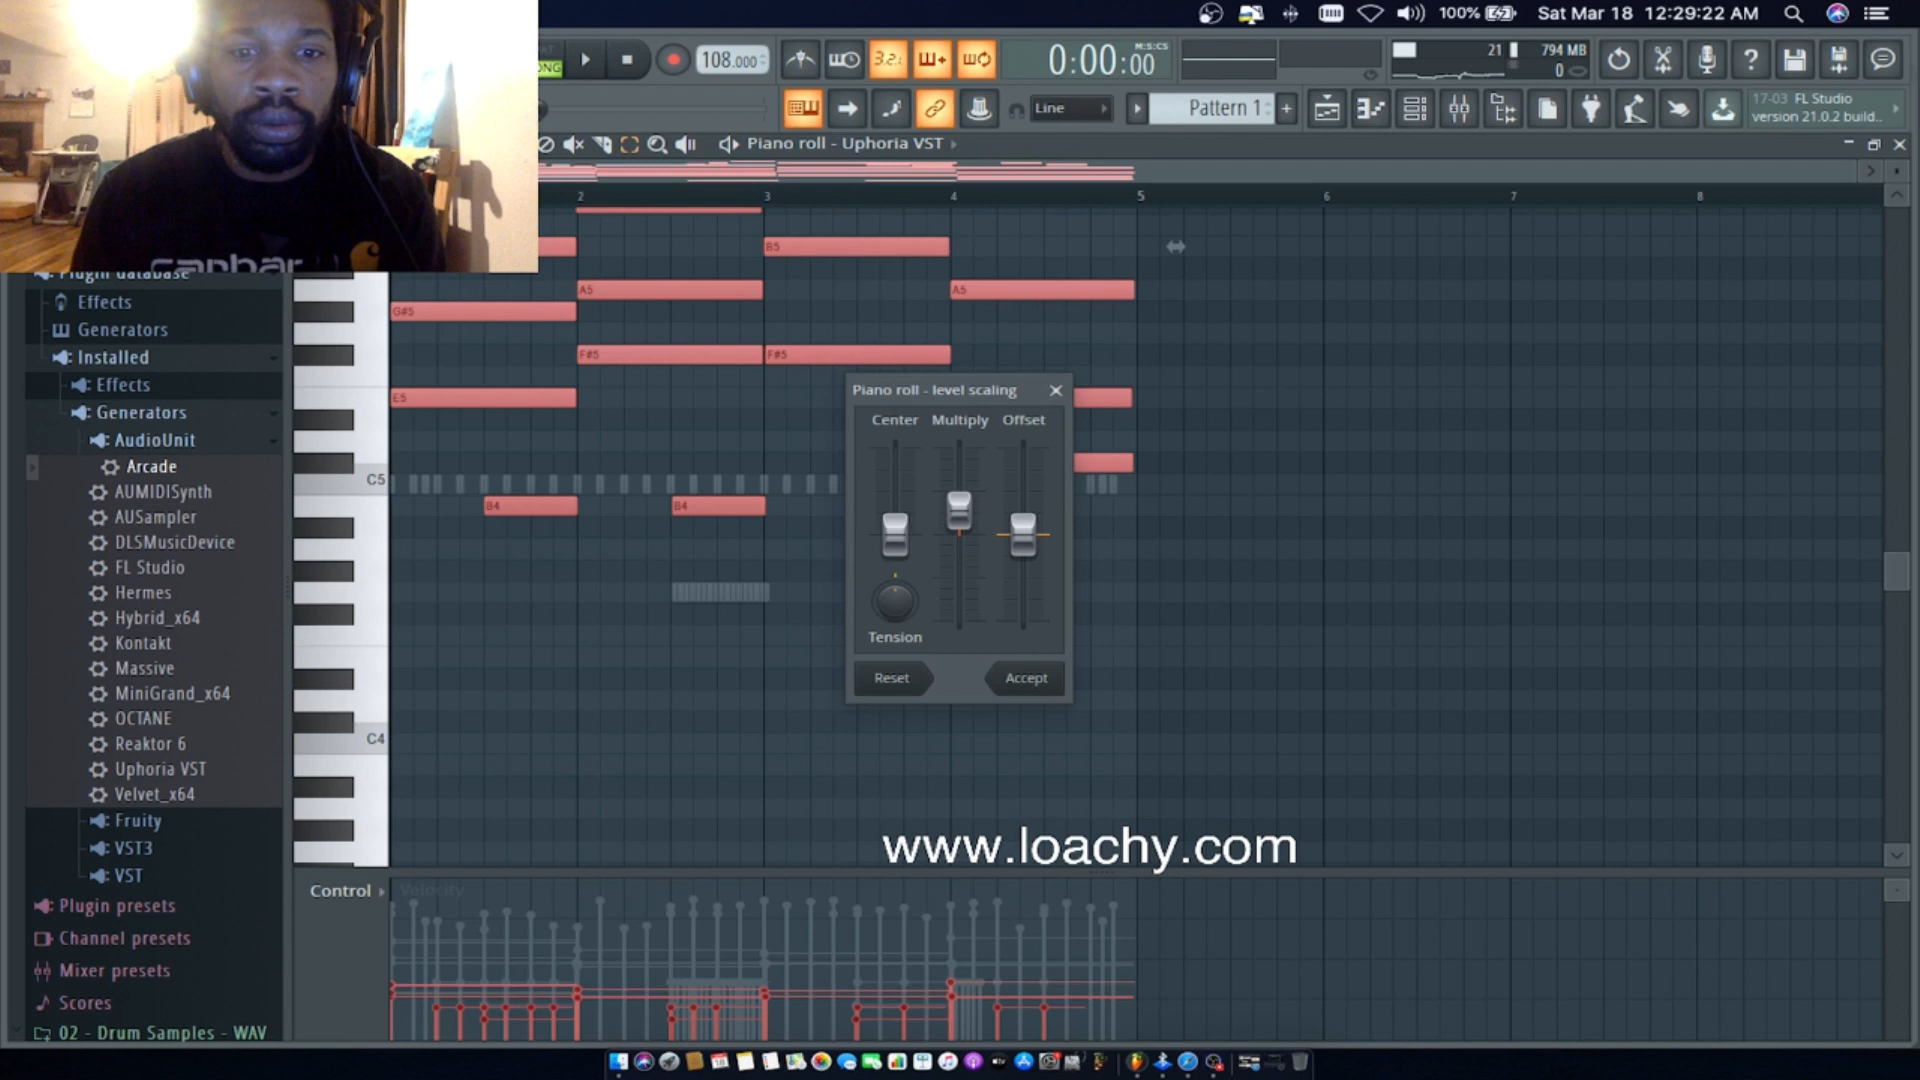 100%
Sat Mar 18 12:29:22 AM
108.000
0:00:00
M:S:CS
21
794 MB
0
ONG
Line
Pattern 1
17-03 FL Studio
version 21.0.2 build..
Piano roll - Uphoria VST
2 3 4 5 6 7 8
B5
A5
A5
G#5
F#5
F#5
E5
C5
B4
B4
C4
Plugin database
Effects
Generators
Installed
Effects
Generators
AudioUnit
Arcade
AUMIDISynth
AUSampler
DLSMusicDevice
FL Studio
Hermes
Hybrid_x64
Kontakt
Massive
MiniGrand_x64
OCTANE
Reaktor 6
Uphoria VST
Velvet_x64
Fruity
VST3
VST
Plugin presets
Channel presets
Mixer presets
Scores
02 - Drum Samples - WAV
Piano roll - level scaling
Center Multiply Offset
Tension
Reset
Accept
www.loachy.com
Control
Velocity